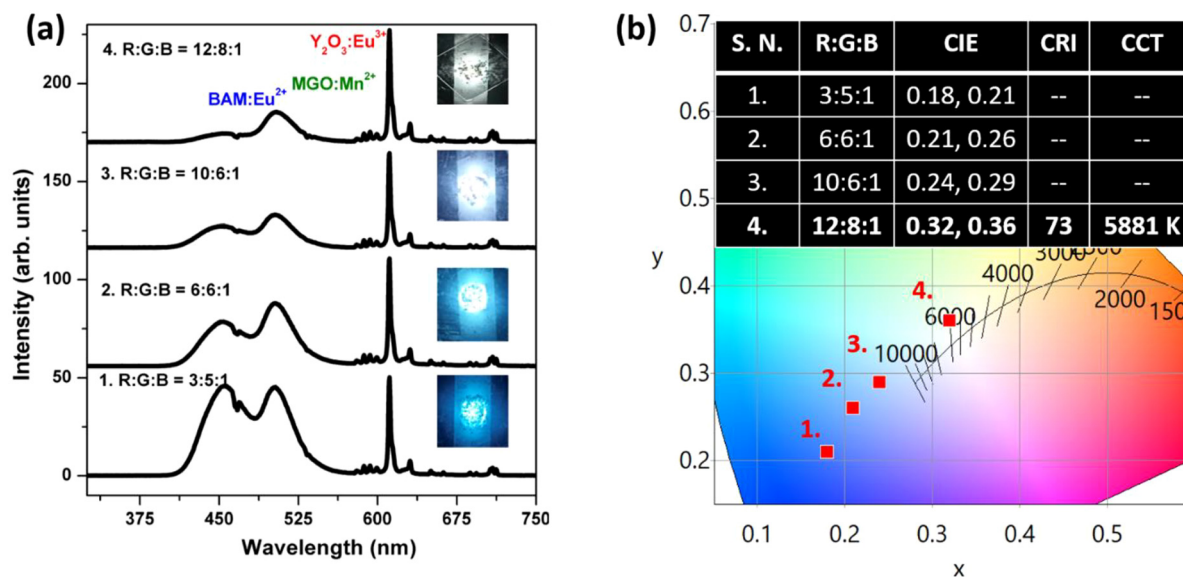 (a)
4. R:G:B = 12:8:1
Y₂O₃:Eu³⁺
MGO:Mn²⁺
BAM:Eu²⁺
3. R:G:B = 10:6:1
2. R:G:B = 6:6:1
1. R:G:B = 3:5:1
200
150
100
50
0
Intensity (arb. units)
375 450 525 600 675 750
Wavelength (nm)
(b)
S. N. R:G:B CIE CRI CCT
1. 3:5:1 0.18, 0.21 -- --
2. 6:6:1 0.21, 0.26 -- --
3. 10:6:1 0.24, 0.29 -- --
4. 12:8:1 0.32, 0.36 73 5881 K
0.7
0.6
0.5
y
0.4
0.3
0.2
3000
4000
2000
6000
10000
4.
3.
2.
1.
0.1 0.2 0.3 0.4 0.5
x